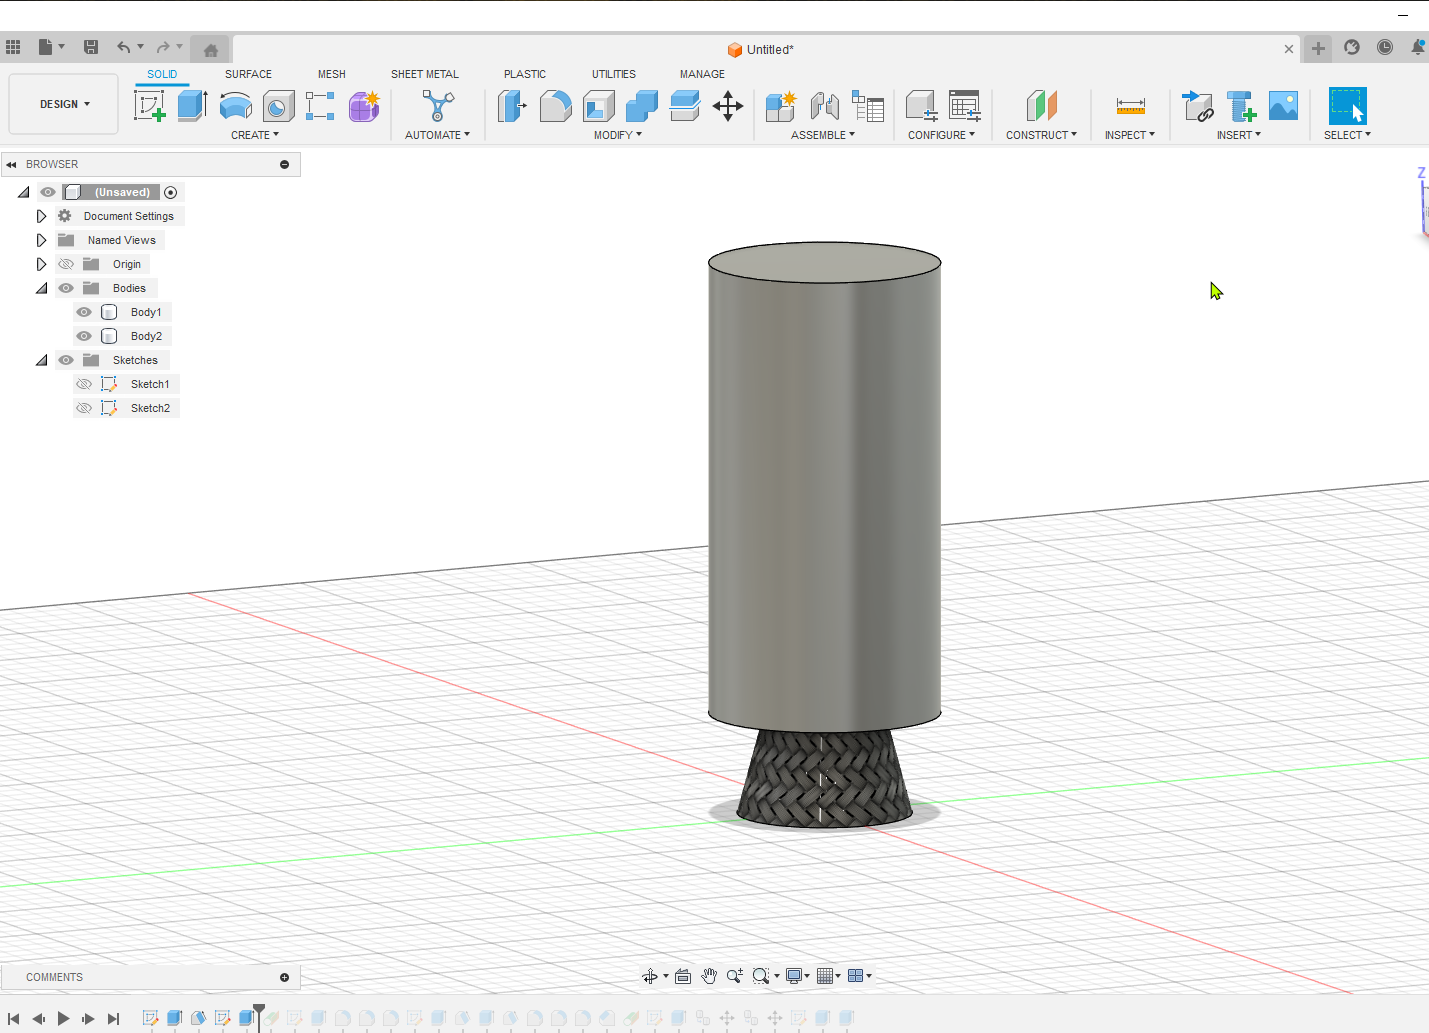 Untitled*
SOLID SURFACE MESH SHEET METAL PLASTIC UTILITIES MANAGE
DESIGN
CREATE AUTOMATE MODIFY ASSEMBLE CONFIGURE CONSTRUCT INSPECT INSERT SELECT
BROWSER
(Unsaved)
Document Settings
Named Views
Origin
Bodies
Body1
Body2
Sketches
Sketch1
Sketch2
Z
COMMENTS